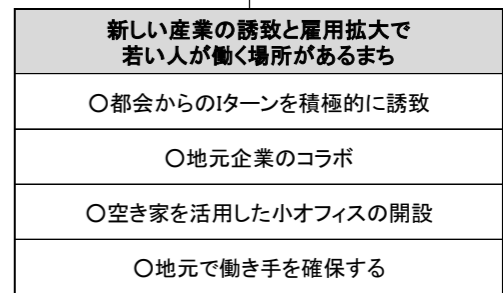 新しい産業の誘致と雇用拡大で
若い人が働く場所があるまち
○都会からのIターンを積極的に誘致
○地元企業のコラボ
○空き家を活用した小オフィスの開設
○地元で働き手を確保する